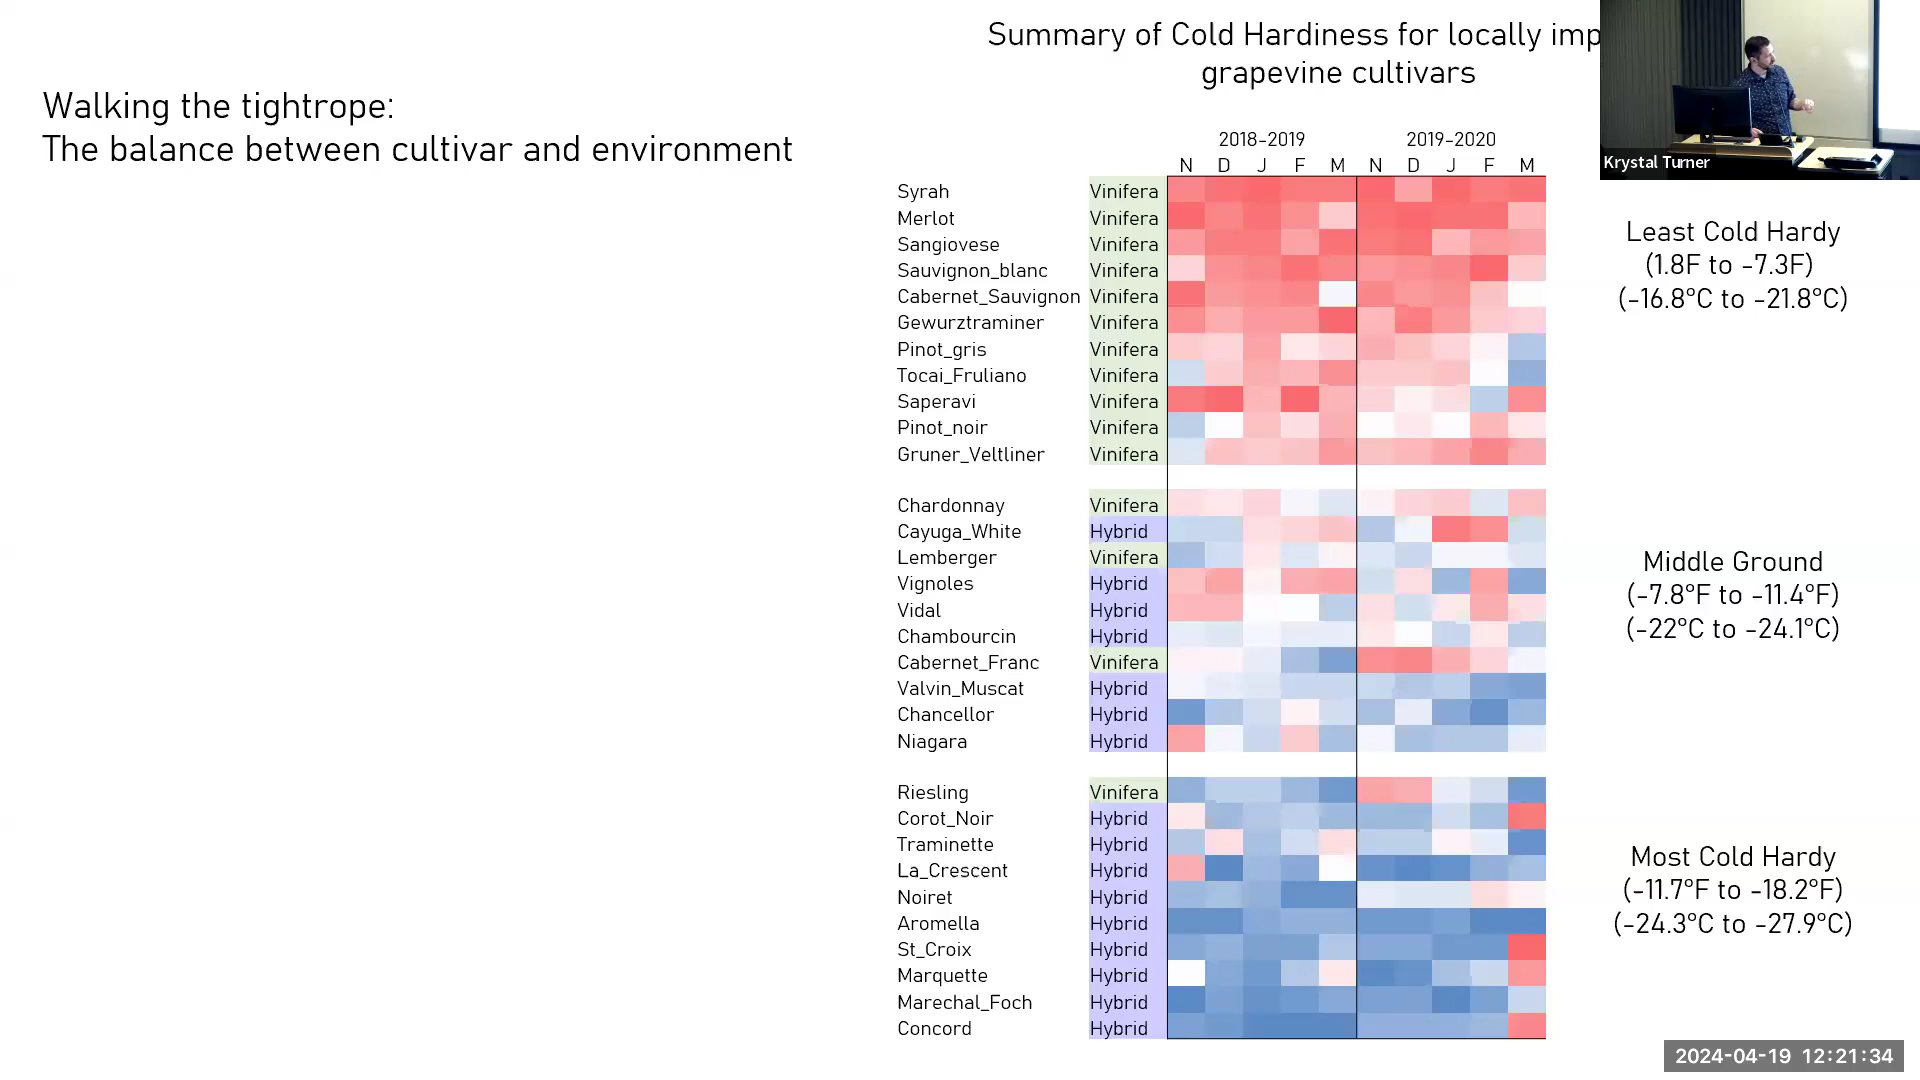 Walking the tightrope:
The balance between cultivar and environment
Summary of Cold Hardiness for locally imp
grapevine cultivars
2018-2019 2019-2020
N D J F M N D J F M
Syrah Vinifera
Merlot Vinifera
Sangiovese Vinifera
Sauvignon_blanc Vinifera
Cabernet_Sauvignon Vinifera
Gewurztraminer Vinifera
Pinot_gris Vinifera
Tocai_Fruliano Vinifera
Saperavi Vinifera
Pinot_noir Vinifera
Gruner_Veltliner Vinifera
Least Cold Hardy
(1.8F to -7.3F)
(-16.8°C to -21.8°C)
Chardonnay Vinifera
Cayuga_White Hybrid
Lemberger Vinifera
Vignoles Hybrid
Vidal Hybrid
Chambourcin Hybrid
Cabernet_Franc Vinifera
Valvin_Muscat Hybrid
Chancellor Hybrid
Niagara Hybrid
Middle Ground
(-7.8°F to -11.4°F)
(-22°C to -24.1°C)
Riesling Vinifera
Corot_Noir Hybrid
Traminette Hybrid
La_Crescent Hybrid
Noiret Hybrid
Aromella Hybrid
St_Croix Hybrid
Marquette Hybrid
Marechal_Foch Hybrid
Concord Hybrid
Most Cold Hardy
(-11.7°F to -18.2°F)
(-24.3°C to -27.9°C)
Krystal Turner
2024-04-19 12:21:34